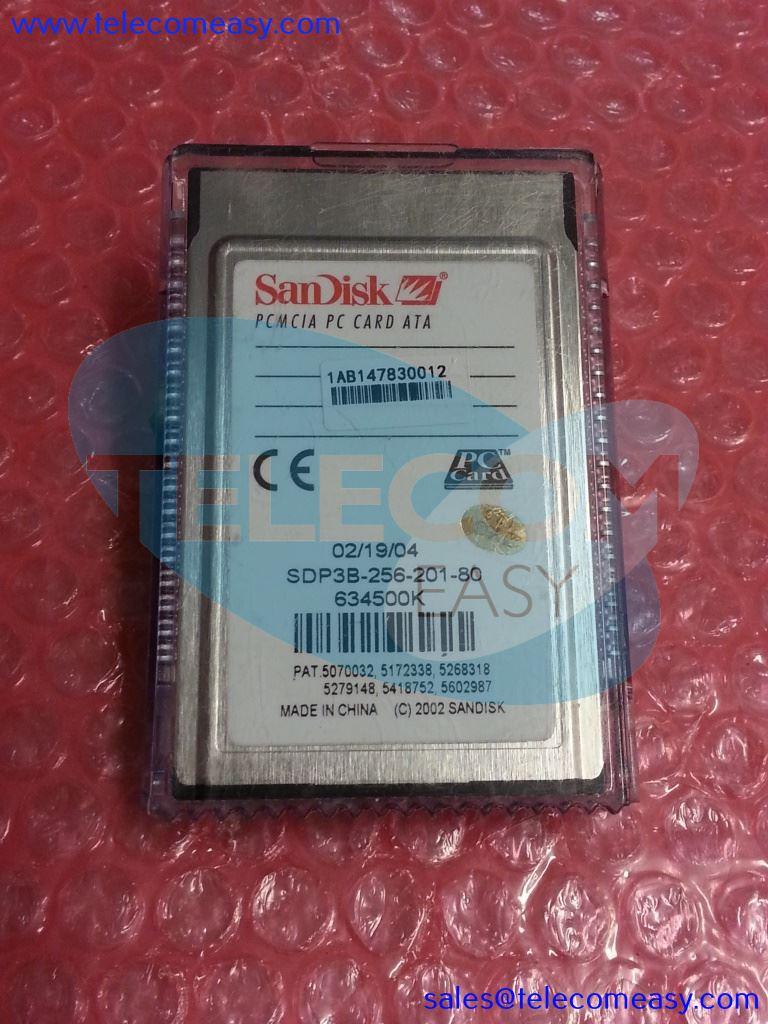 www.telecomeasy.com
SanDisk ®
PCMCIA PC CARD ATA
1AB147830012
CE
PC Card™
TELECOM
EASY
02/19/04
SDP3B-256-201-80
634500K
PAT.5070032, 5172338, 5268318
5279148, 5418752, 5602987
MADE IN CHINA (C) 2002 SANDISK
sales@telecomeasy.com